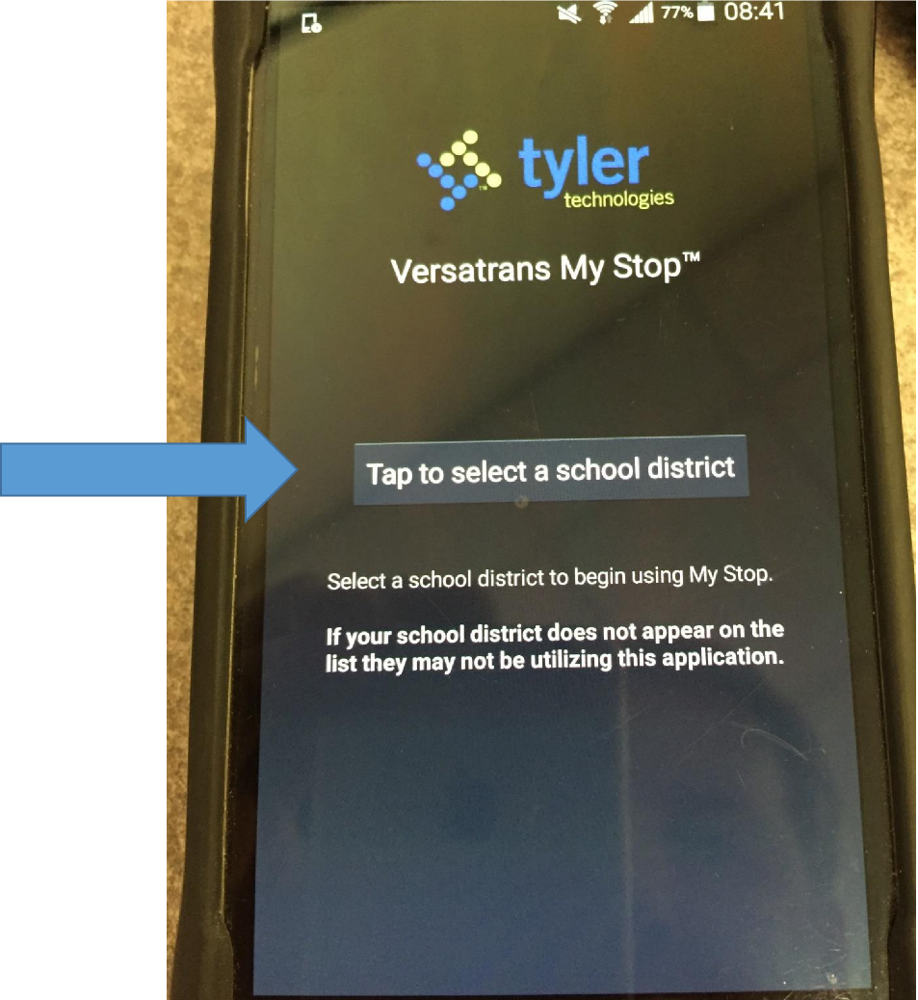 77% 08:41
tyler
technologies
Versatrans My Stop™
Tap to select a school district
Select a school district to begin using My Stop.
If your school district does not appear on the
list they may not be utilizing this application.